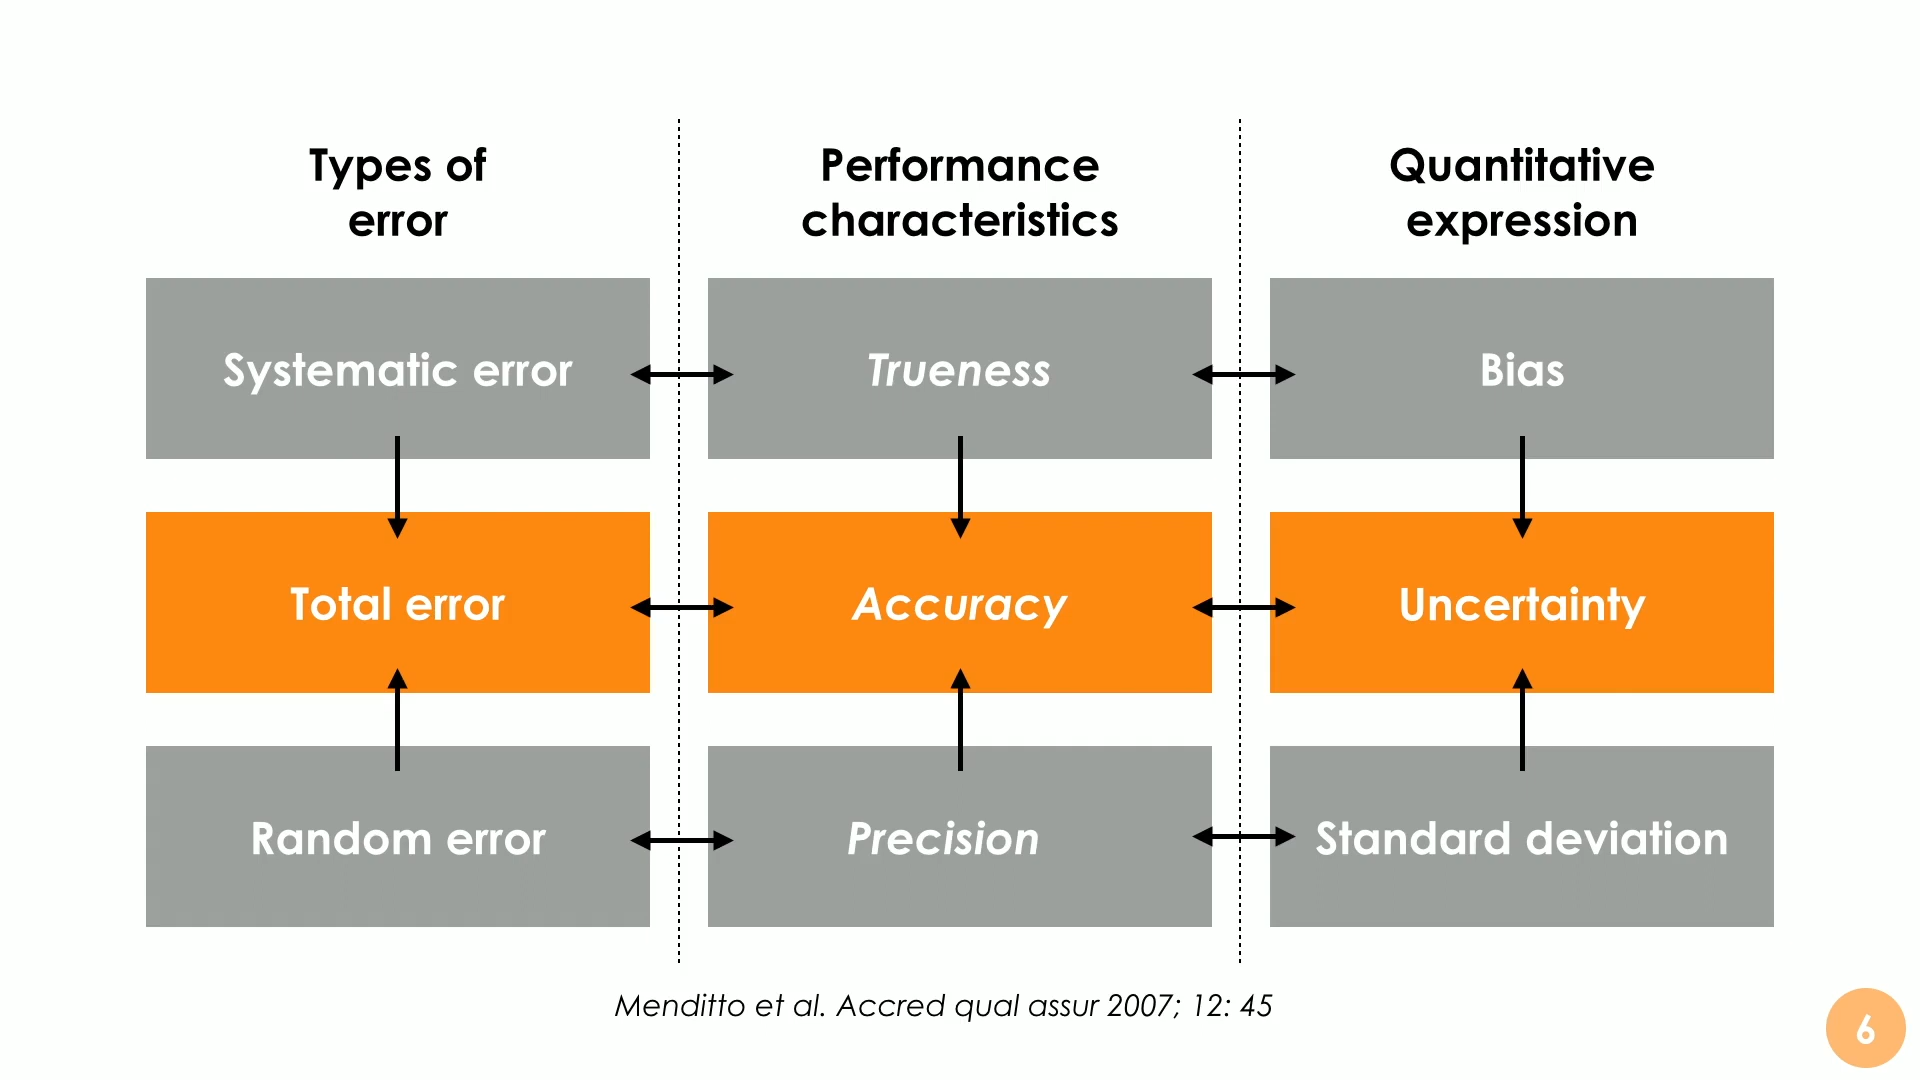 Types of
error
Performance
characteristics
Quantitative
expression
Systematic error
Trueness
Bias
Total error
Accuracy
Uncertainty
Random error
Precision
Standard deviation
Menditto et al. Accred qual assur 2007; 12: 45
6